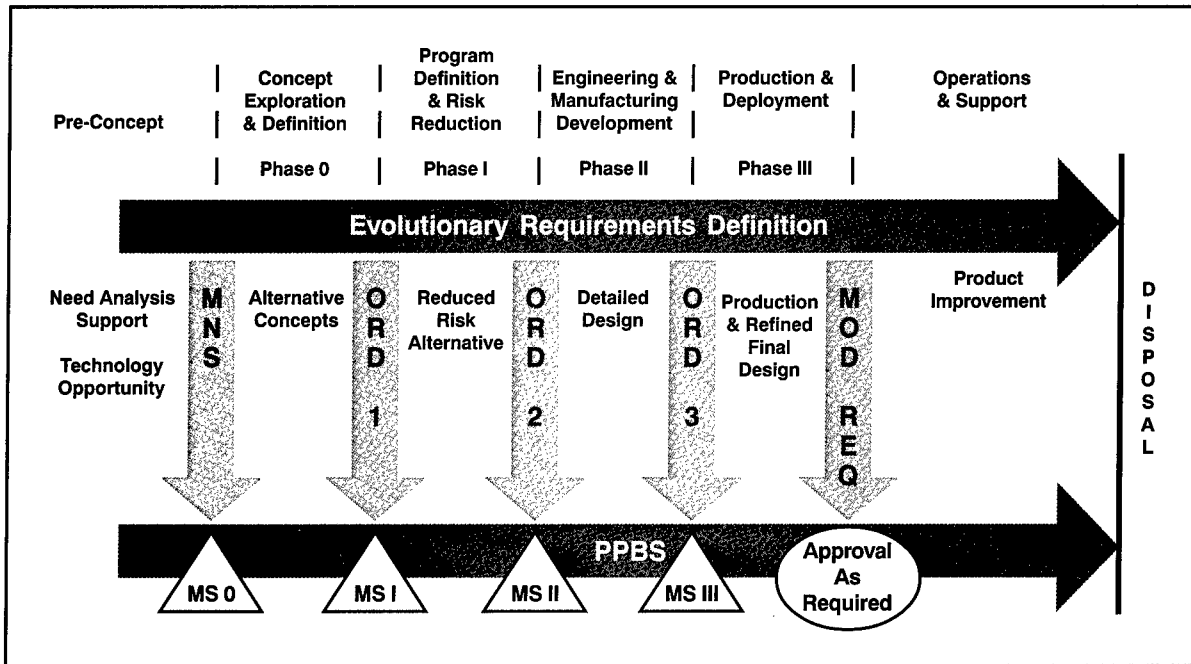 Pre-Concept
Concept
Exploration
& Definition
Program
Definition
& Risk
Reduction
Engineering &
Manufacturing
Development
Production &
Deployment
Operations
& Support
Phase 0
Phase I
Phase II
Phase III
Evolutionary Requirements Definition
Need Analysis
Support
Technology
Opportunity
MNS
Alternative
Concepts
ORD 1
Reduced
Risk
Alternative
ORD 2
Detailed
Design
ORD 3
Production
& Refined
Final
Design
MOD REQ
Product
Improvement
DISPOSAL
PPBS
MS 0
MS I
MS II
MS III
Approval
As
Required